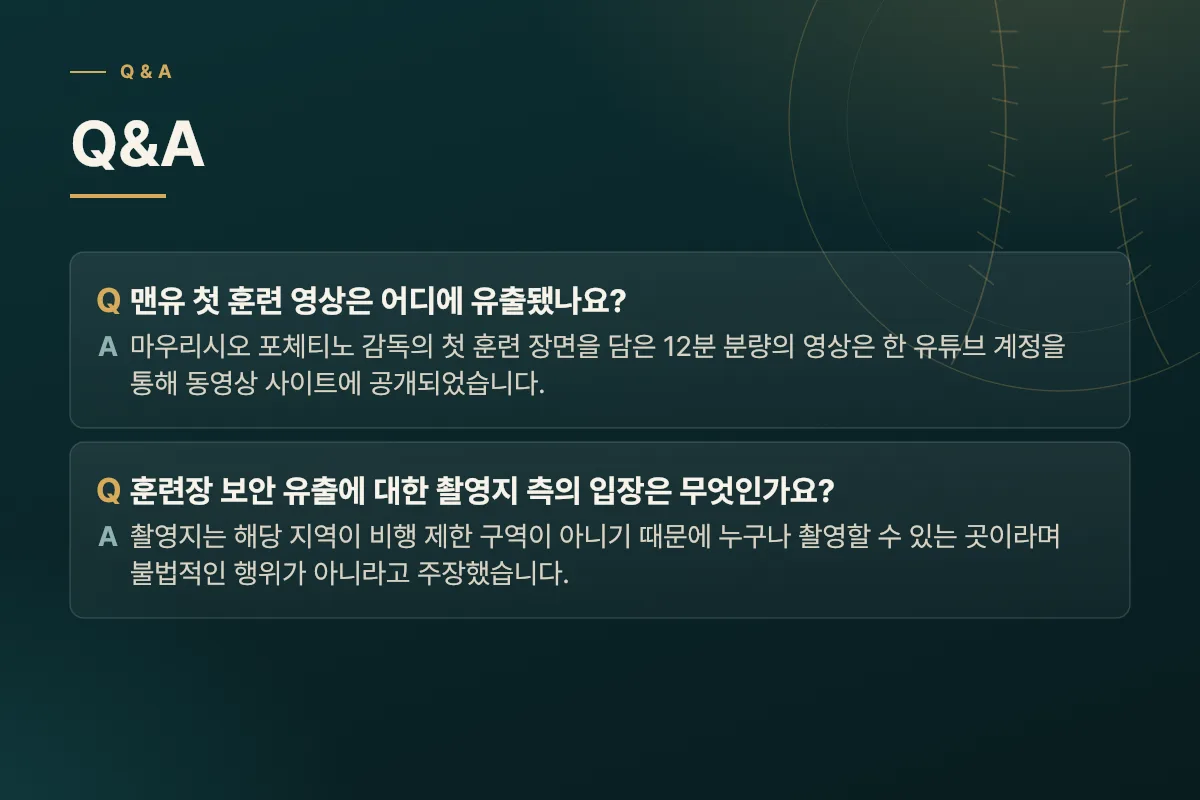 Q & A
Q&A
Q 맨유 첫 훈련 영상은 어디에 유출됐나요?
A 마우리시오 포체티노 감독의 첫 훈련 장면을 담은 12분 분량의 영상은 한 유튜브 계정을
통해 동영상 사이트에 공개되었습니다.
Q 훈련장 보안 유출에 대한 촬영지 측의 입장은 무엇인가요?
A 촬영지는 해당 지역이 비행 제한 구역이 아니기 때문에 누구나 촬영할 수 있는 곳이라며
불법적인 행위가 아니라고 주장했습니다.